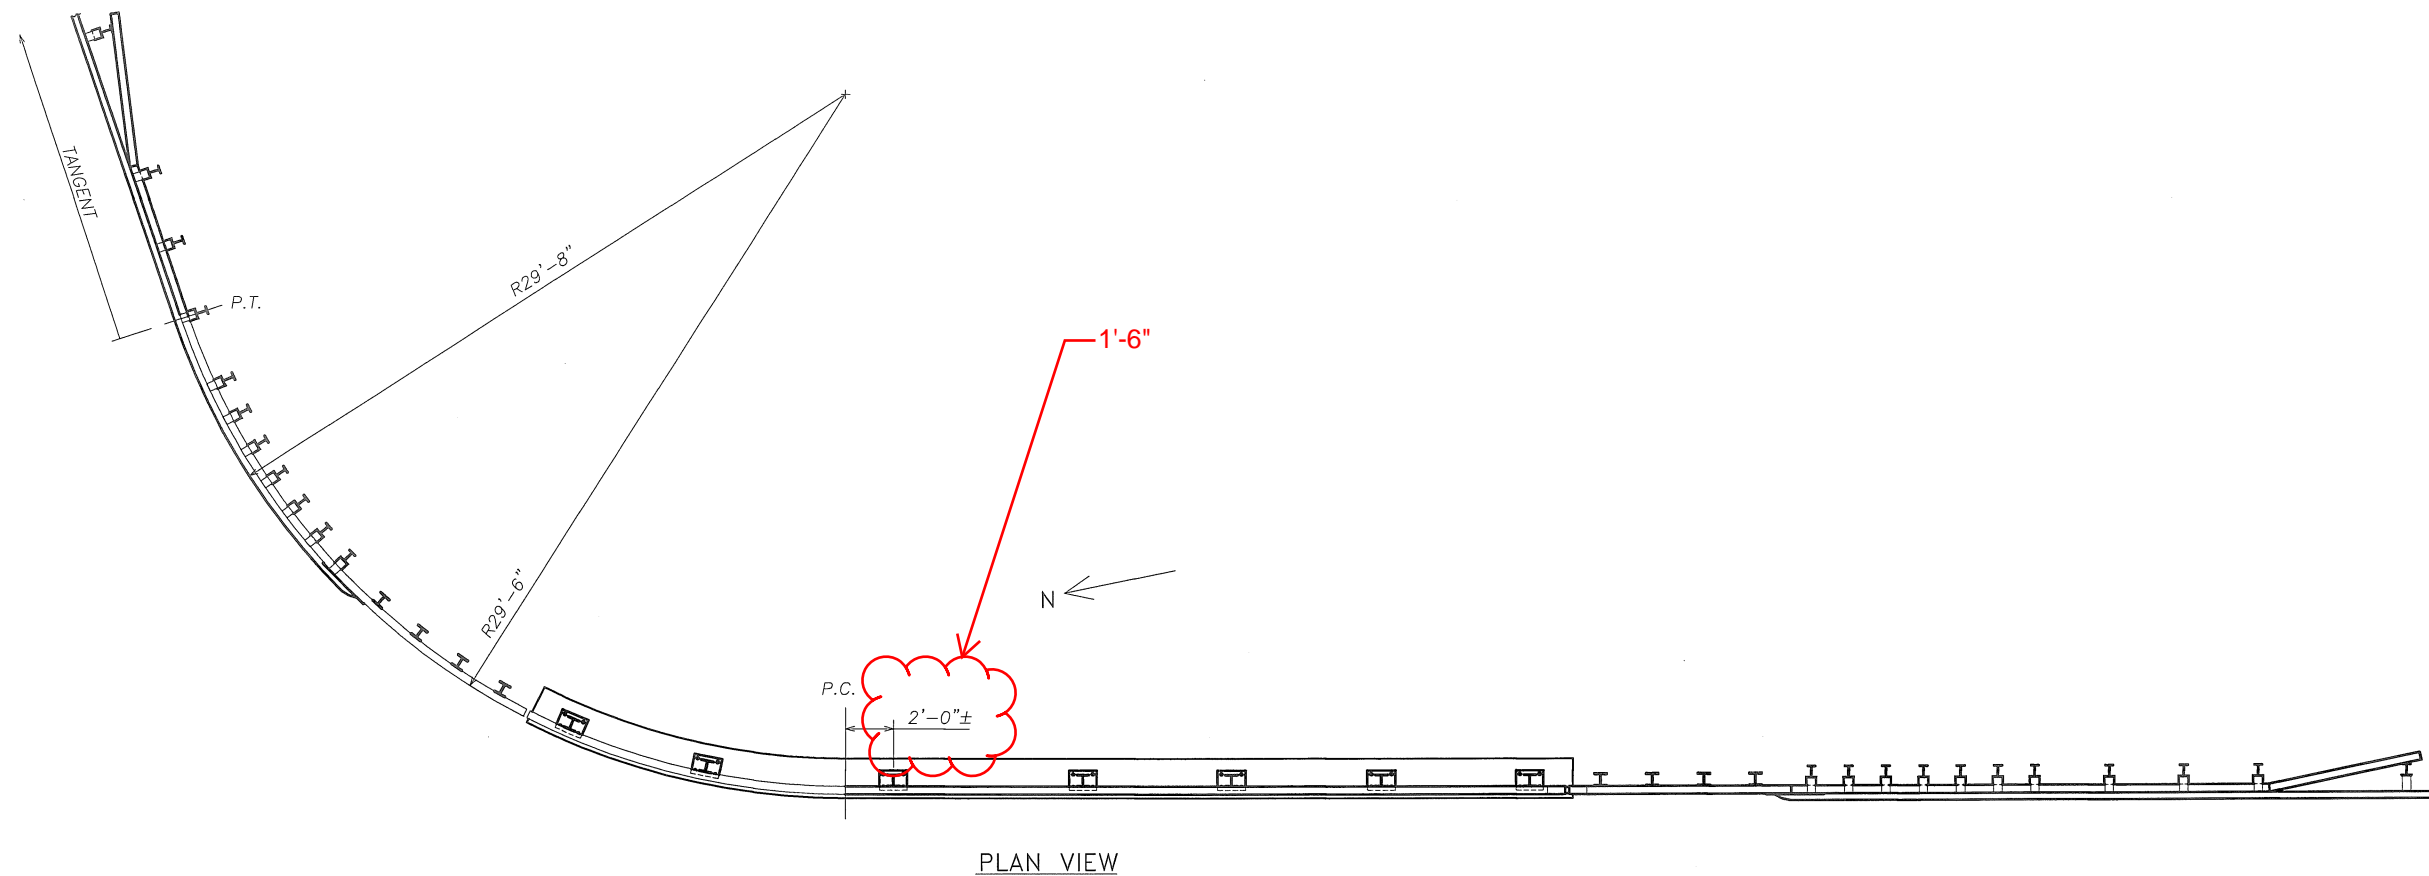 TANGENT
R29'-8"
P.T.
1'-6"
N
R29'-6"
P.C.
2'-0"±
PLAN VIEW